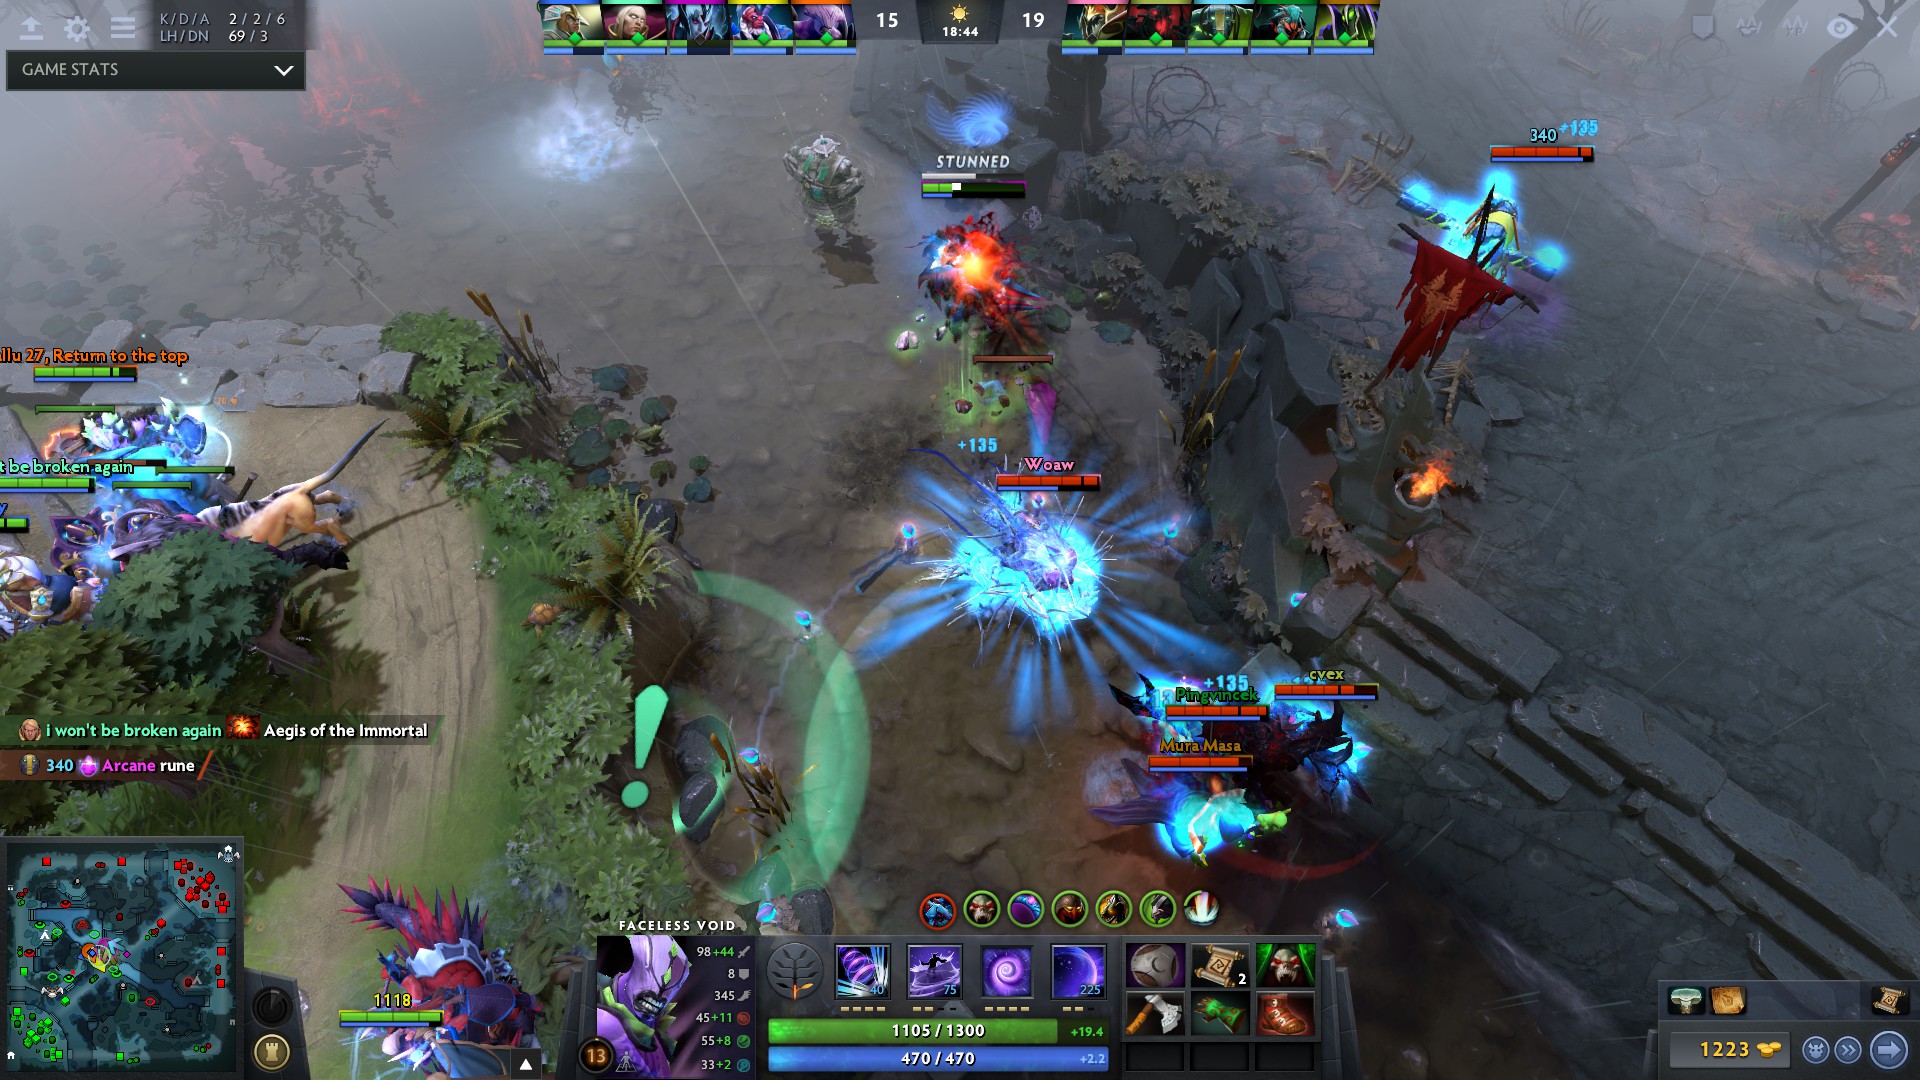 K/D/A 2 / 2 / 6
LH/DN 69 / 3
15
18:44
19
GAME STATS
STUNNED
340 +135
llu 27, Return to the top
t be broken again
+135
Woaw
+135
cvex
Pingvincek
Mura Masa
i won't be broken again Aegis of the Immortal
340 Arcane rune
1118
FACELESS VOID
98+44
8
345
45+11
55+8
33+2
13
40
75
225
2
1105 / 1300
+19.4
470 / 470
+2.2
1223